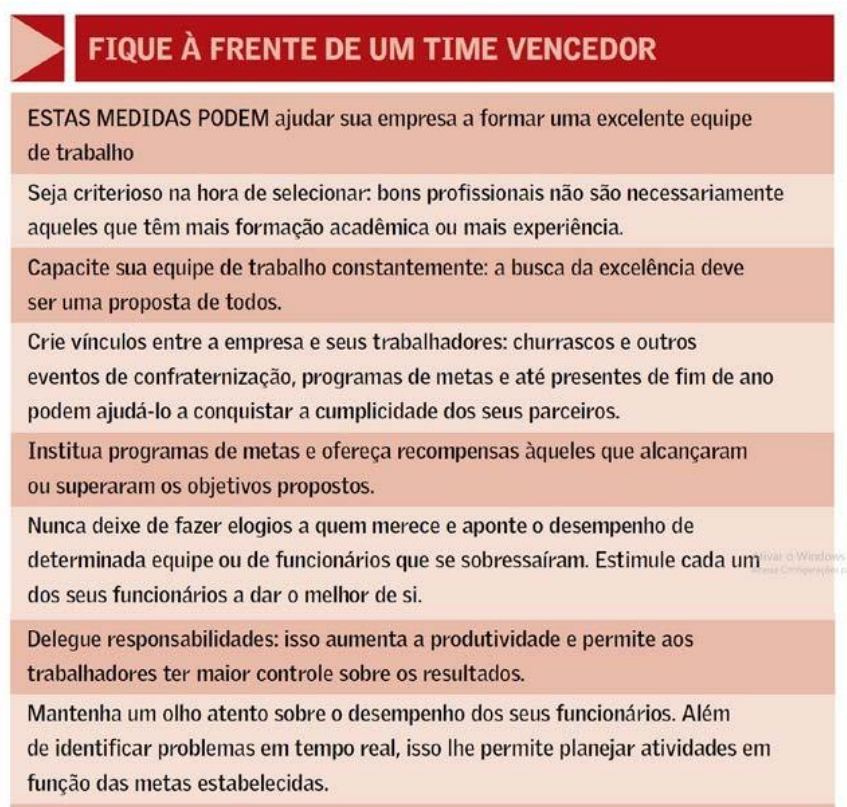 FIQUE À FRENTE DE UM TIME VENCEDOR
ESTAS MEDIDAS PODEM ajudar sua empresa a formar uma excelente equipe
de trabalho
Seja criterioso na hora de selecionar: bons profissionais não são necessariamente
aqueles que têm mais formação acadêmica ou mais experiência.
Capacite sua equipe de trabalho constantemente: a busca da excelência deve
ser uma proposta de todos.
Crie vínculos entre a empresa e seus trabalhadores: churrascos e outros
eventos de confraternização, programas de metas e até presentes de fim de ano
podem ajudá-lo a conquistar a cumplicidade dos seus parceiros.
Institua programas de metas e ofereça recompensas àqueles que alcançaram
ou superaram os objetivos propostos.
Nunca deixe de fazer elogios a quem merece e aponte o desempenho de
determinada equipe ou de funcionários que se sobressaíram. Estimule cada um
dos seus funcionários a dar o melhor de si.
Delegue responsabilidades: isso aumenta a produtividade e permite aos
trabalhadores ter maior controle sobre os resultados.
Mantenha um olho atento sobre o desempenho dos seus funcionários. Além
de identificar problemas em tempo real, isso lhe permite planejar atividades em
função das metas estabelecidas.
Ativar o Windows